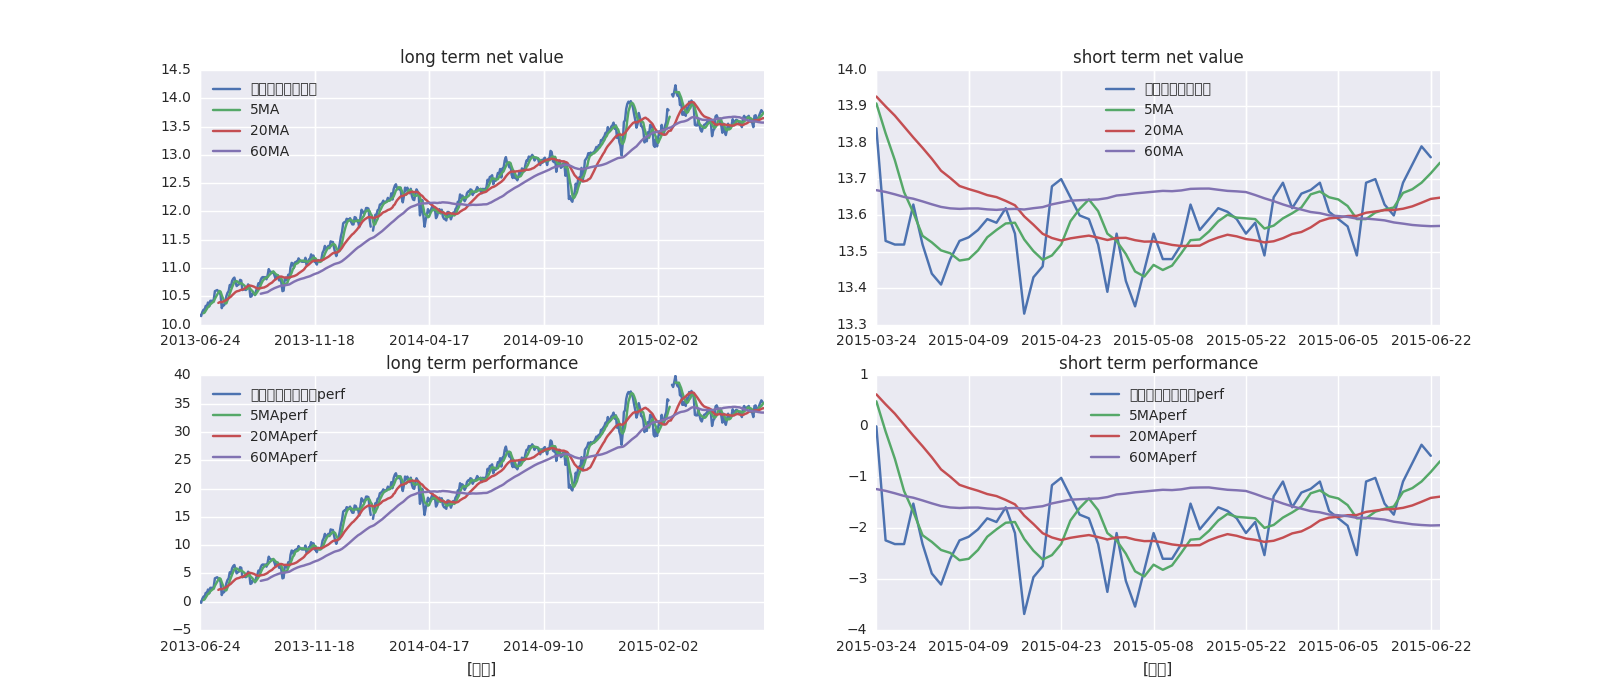 long term net value
14.5
14.0
13.5
13.0
12.5
12.0
11.5
11.0
10.5
10.0
5MA
20MA
60MA
2013-06-24 2013-11-18 2014-04-17 2014-09-10 2015-02-02
short term net value
14.0
13.9
13.8
13.7
13.6
13.5
13.4
13.3
5MA
20MA
60MA
2015-03-24 2015-04-09 2015-04-23 2015-05-08 2015-05-22 2015-06-05 2015-06-22
long term performance
40
35
30
25
20
15
10
5
0
−5
perf
5MAperf
20MAperf
60MAperf
2013-06-24 2013-11-18 2014-04-17 2014-09-10 2015-02-02
short term performance
1
0
−1
−2
−3
−4
perf
5MAperf
20MAperf
60MAperf
2015-03-24 2015-04-09 2015-04-23 2015-05-08 2015-05-22 2015-06-05 2015-06-22